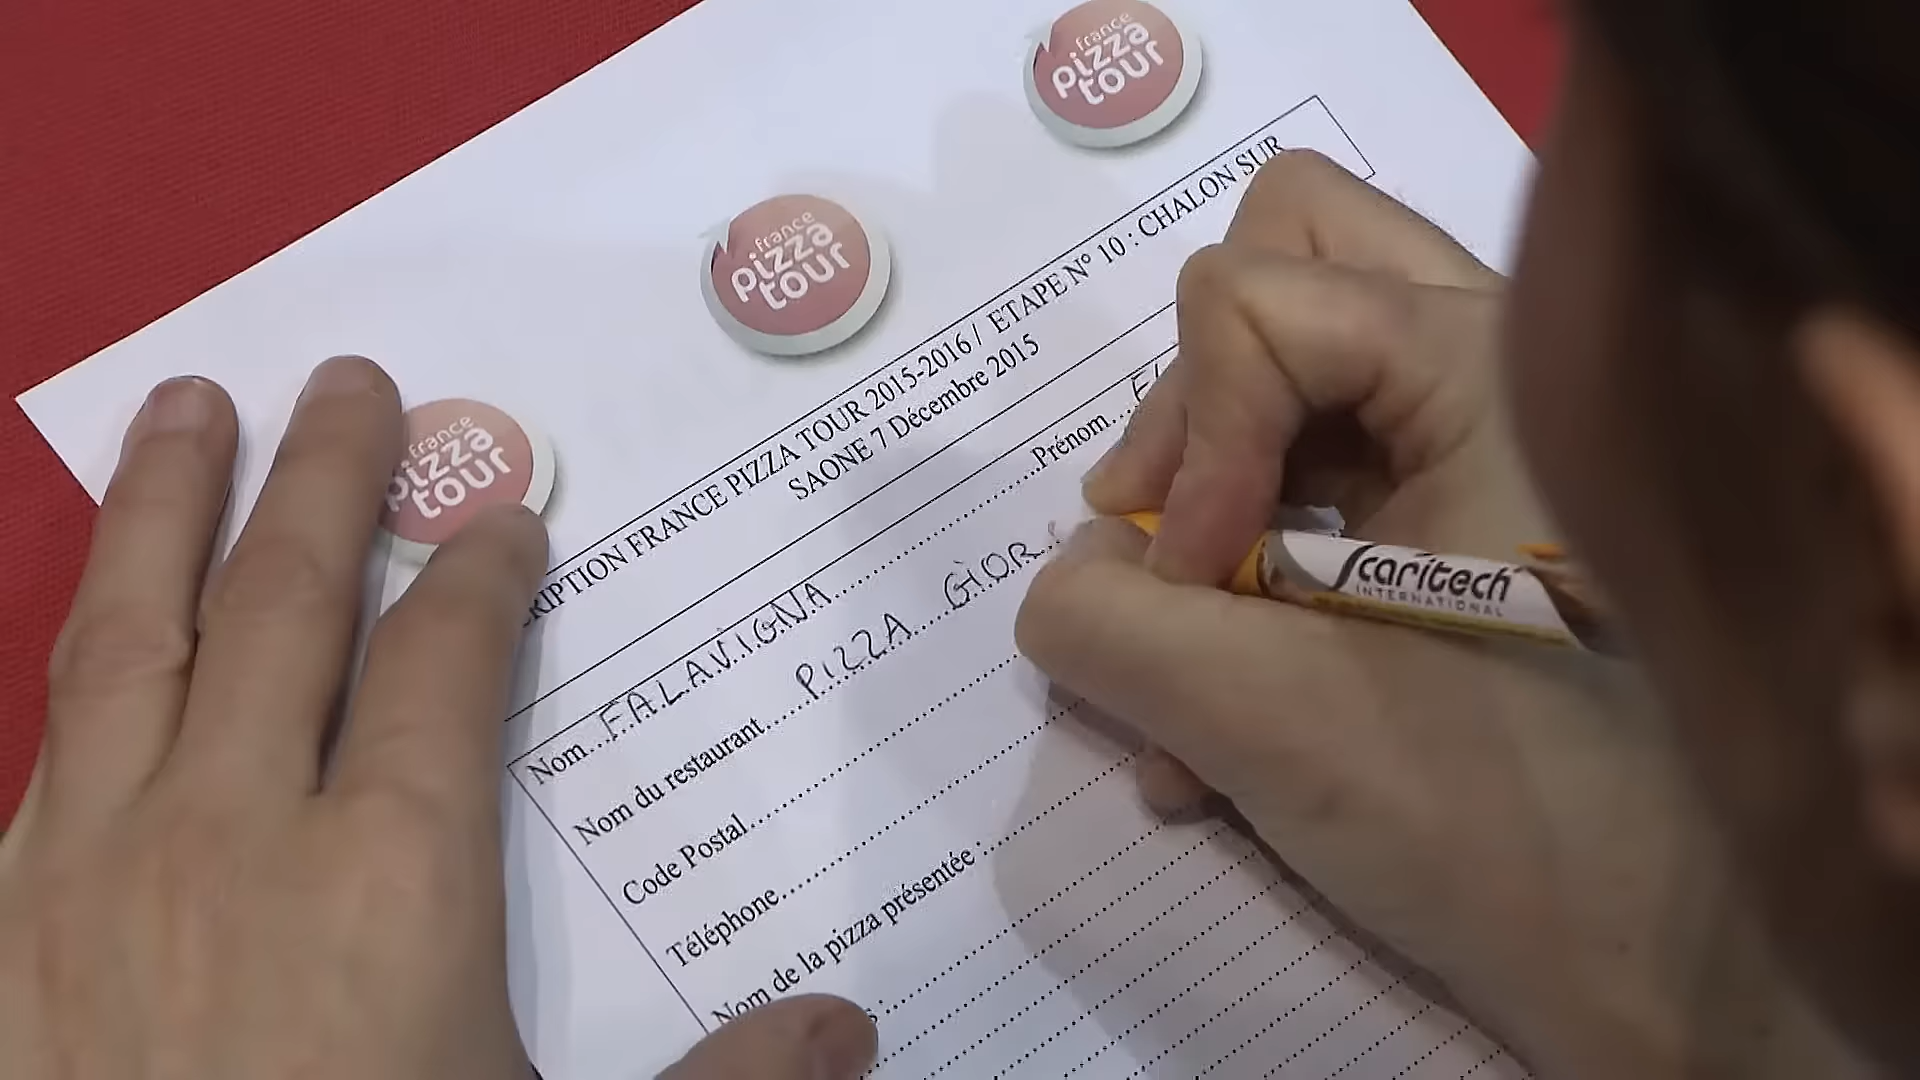 france
pizza
tour
france
pizza
tour
france
pizza
tour
RIPTION FRANCE PIZZA TOUR 2015-2016 / ETAPE N° 10 : CHALON SUR
SAONE 7 Décembre 2015
Nom...FALAVIGNA...Prénom...
Nom du restaurant...PIZZA GIOR
Code Postal...
Téléphone...
Nom de la pizza présentée :...
Scaritech
INTERNATIONAL